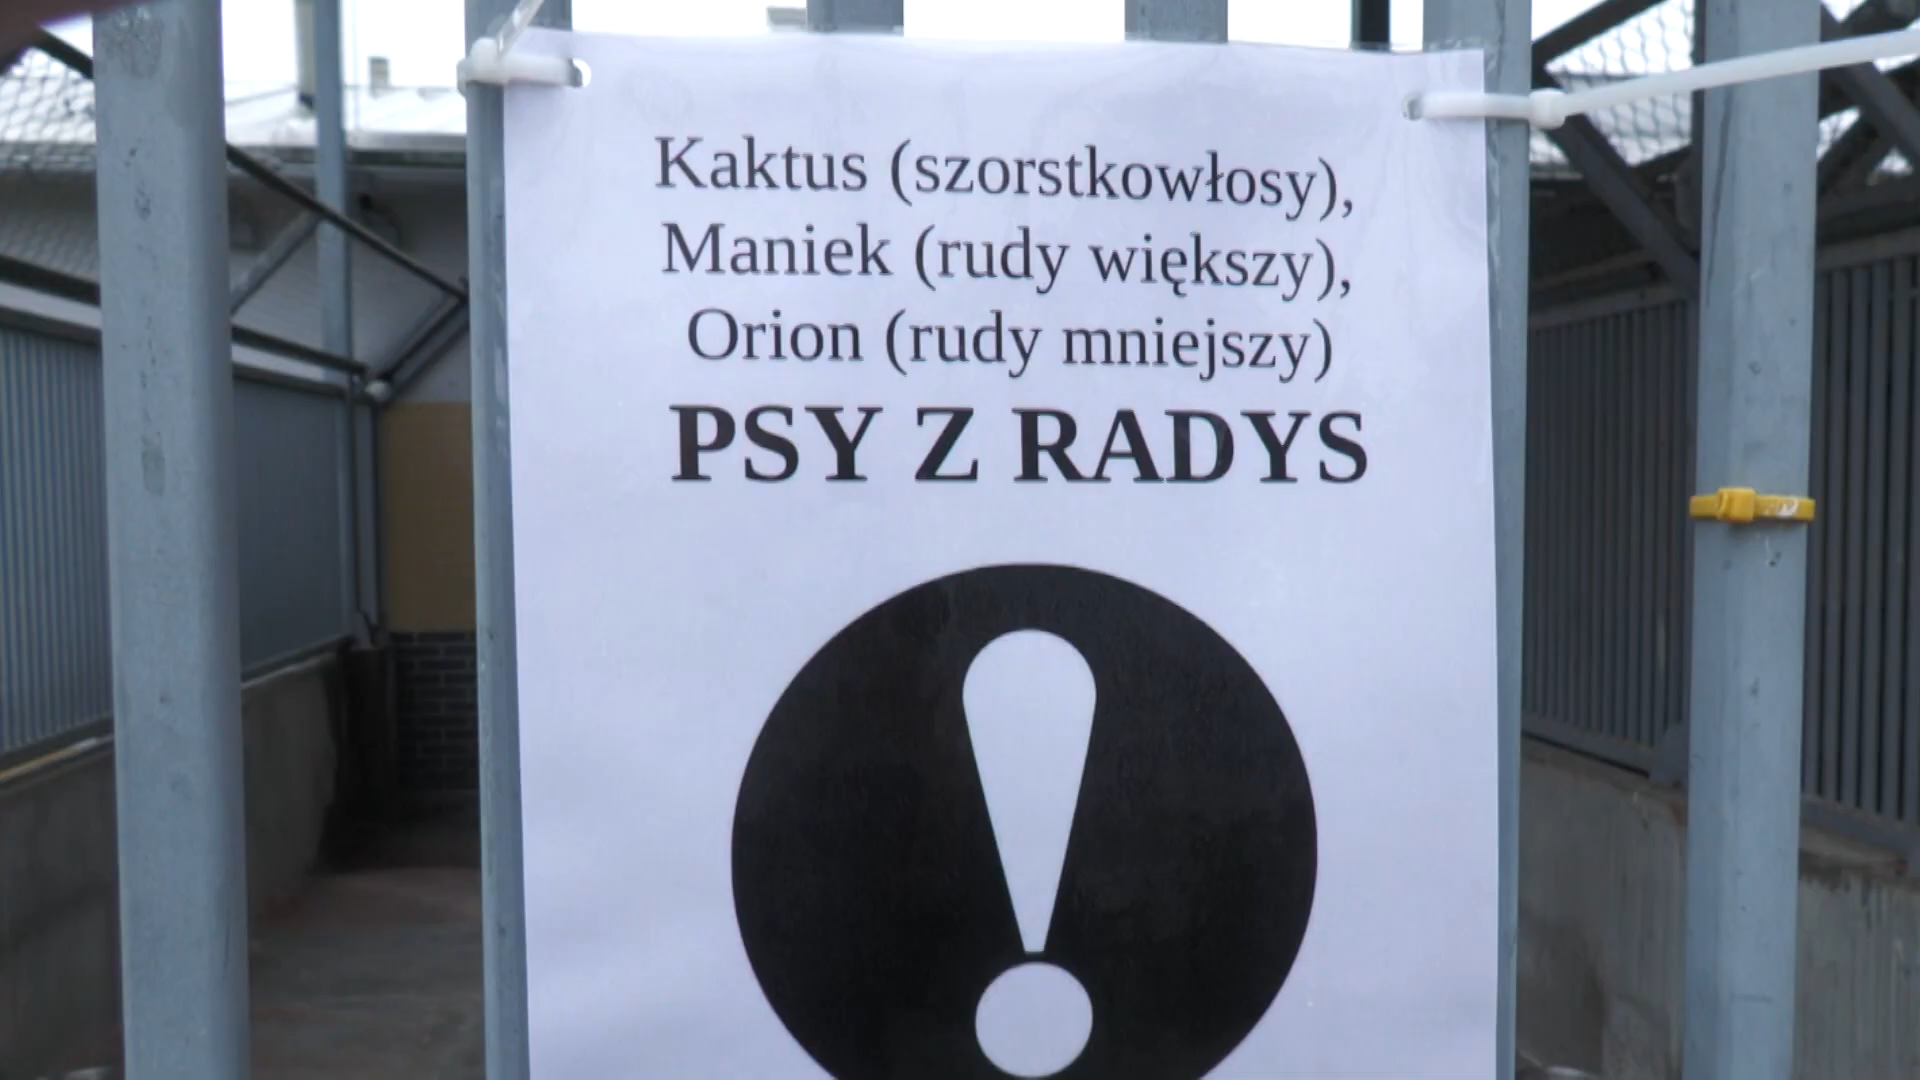 Kaktus (szorstkowłosy),
Maniek (rudy większy),
Orion (rudy mniejszy)
PSY Z RADYS